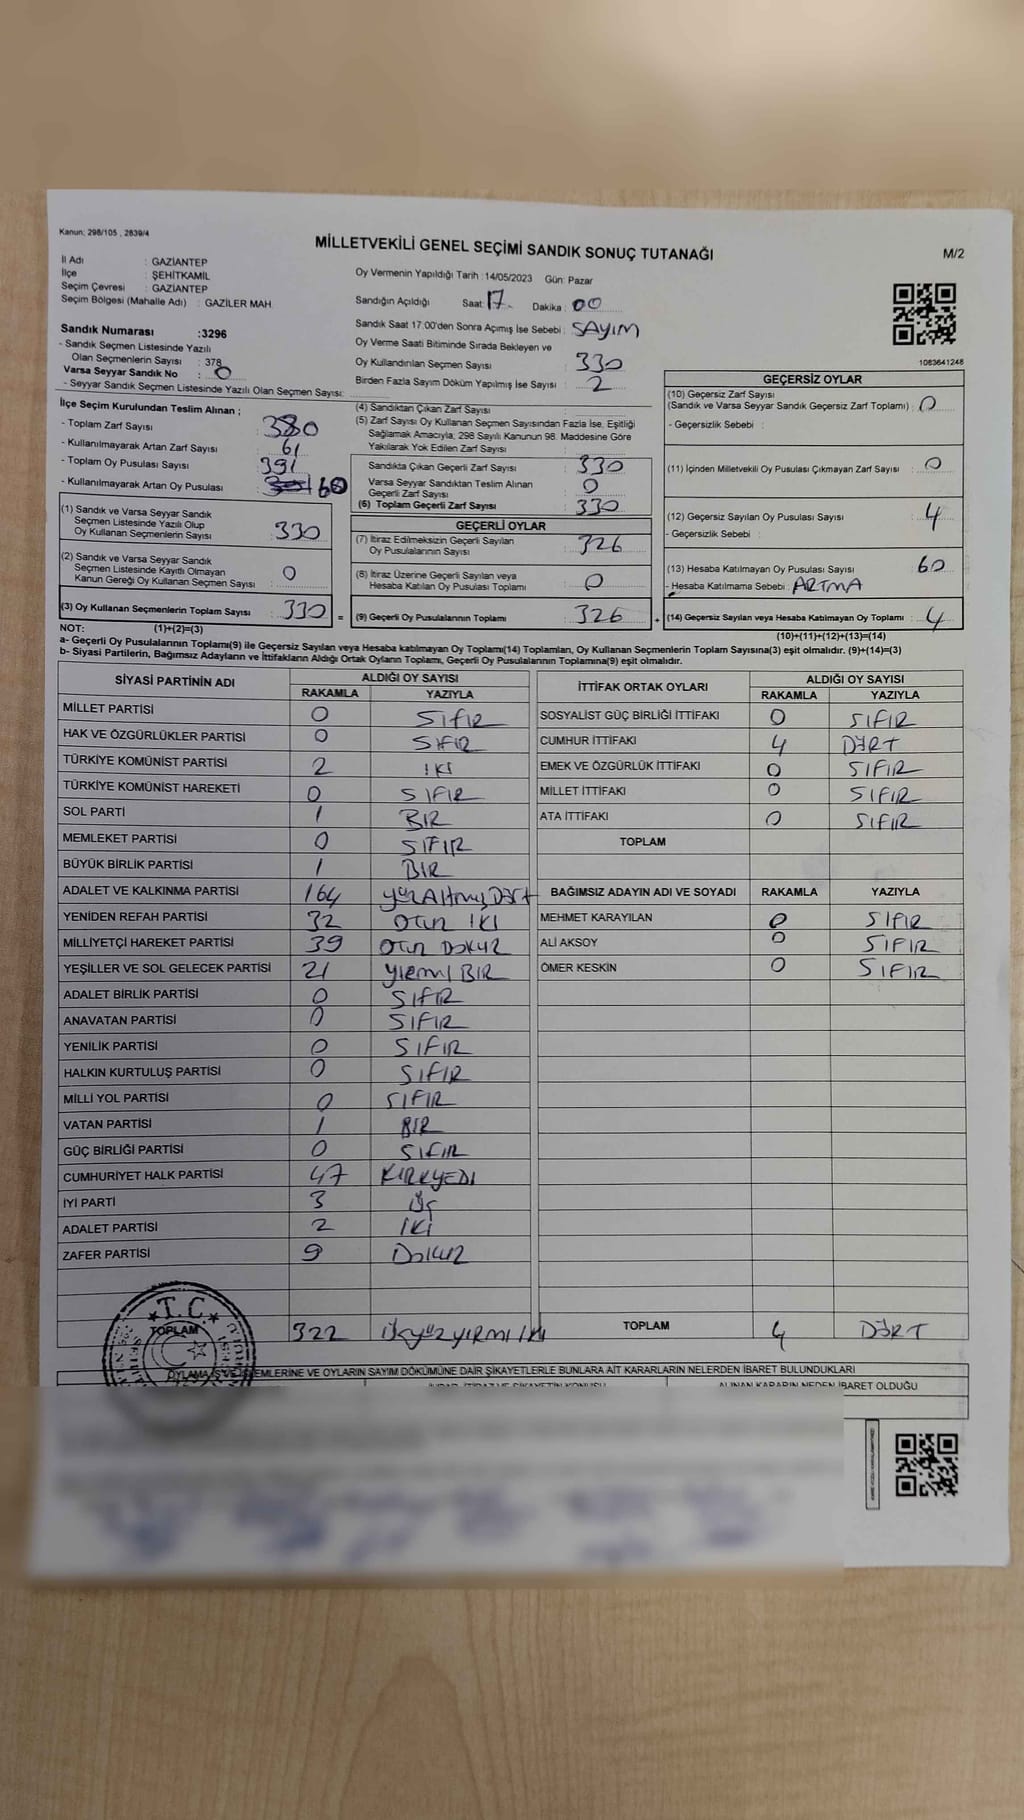 Kanun; 298/105 , 2839/4
MİLLETVEKİLİ GENEL SEÇİMİ SANDIK SONUÇ TUTANAĞI
M/2
İl Adı : GAZİANTEP
İlçe : ŞEHİTKAMİL
Seçim Çevresi : GAZİANTEP
Seçim Bölgesi (Mahalle Adı) : GAZİLER MAH.
Sandık Numarası :3296
- Sandık Seçmen Listesinde Yazılı
Olan Seçmenlerin Sayısı : 378
Varsa Seyyar Sandık No : 0
- Seyyar Sandık Seçmen Listesinde Yazılı Olan Seçmen Sayısı:
Oy Vermenin Yapıldığı Tarih : 14/05/2023 Gün: Pazar
Sandığın Açıldığı Saat: 17 Dakika : 00
Sandık Saat 17:00'den Sonra Açımış İse Sebebi : SAYIM
Oy Verme Saati Bitiminde Sırada Bekleyen ve
Oy Kullandırılan Seçmen Sayısı : 330
Birden Fazla Sayım Döküm Yapılmış İse Sayısı : 2
1083641248
İlçe Seçim Kurulundan Teslim Alınan ;
- Toplam Zarf Sayısı : 380
- Kullanılmayarak Artan Zarf Sayısı : 61
- Toplam Oy Pusulası Sayısı : 391
- Kullanılmayarak Artan Oy Pusulası : 60
(1) Sandık ve Varsa Seyyar Sandık
Seçmen Listesinde Yazılı Olup
Oy Kullanan Seçmenlerin Sayısı : 330
(2) Sandık ve Varsa Seyyar Sandık
Seçmen Listesinde Kayıtlı Olmayan
Kanun Gereği Oy Kullanan Seçmen Sayısı : 0
(3) Oy Kullanan Seçmenlerin Toplam Sayısı : 330 =
(4) Sandıktan Çıkan Zarf Sayısı :
(5) Zarf Sayısı Oy Kullanan Seçmen Sayısından Fazla İse, Eşitliği
Sağlamak Amacıyla, 298 Sayılı Kanunun 98. Maddesine Göre
Yakılarak Yok Edilen Zarf Sayısı :
Sandıkta Çıkan Geçerli Zarf Sayısı : 330
Varsa Seyyar Sandıktan Teslim Alınan
Geçerli Zarf Sayısı : 0
(6) Toplam Geçerli Zarf Sayısı : 330
GEÇERLİ OYLAR
(7) İtiraz Edilmeksizin Geçerli Sayılan
Oy Pusulalarının Sayısı : 326
(8) İtiraz Üzerine Geçerli Sayılan veya
Hesaba Katılan Oy Pusulaları Toplamı : 0
(9) Geçerli Oy Pusulalarının Toplamı : 326 +
GEÇERSİZ OYLAR
(10) Geçersiz Zarf Sayısı
(Sandık ve Varsa Seyyar Sandık Geçersiz Zarf Toplamı) : 0
- Geçersizlik Sebebi :
(11) İçinden Milletvekili Oy Pusulası Çıkmayan Zarf Sayısı : 0
(12) Geçersiz Sayılan Oy Pusulası Sayısı : 4
- Geçersizlik Sebebi :
(13) Hesaba Katılmayan Oy Pusulası Sayısı : 60
- Hesaba Katılmama Sebebi : ARTMA
(14) Geçersiz Sayılan veya Hesaba Katılmayan Oy Toplamı : 4
NOT: (1)+(2)=(3)
(10)+(11)+(12)+(13)=(14)
a- Geçerli Oy Pusulalarının Toplamı(9) ile Geçersiz Sayılan veya Hesaba katılmayan Oy Toplamı(14) Toplamları, Oy Kullanan Seçmenlerin Toplam Sayısına(3) eşit olmalıdır. (9)+(14)=(3)
b- Siyasi Partilerin, Bağımsız Adayların ve İttifakların Aldığı Ortak Oyların Toplamı, Geçerli Oy Pusulalarının Toplamına(9) eşit olmalıdır.
SİYASİ PARTİNİN ADI ALDIĞI OY SAYISI
RAKAMLA YAZIYLA
MİLLET PARTİSİ 0 SIFIR
HAK VE ÖZGÜRLÜKLER PARTİSİ 0 SIFIR
TÜRKİYE KOMÜNİST PARTİSİ 2 IKI
TÜRKİYE KOMÜNİST HAREKETİ 0 SIFIR
SOL PARTİ 1 BIR
MEMLEKET PARTİSİ 0 SIFIR
BÜYÜK BİRLİK PARTİSİ 1 BIR
ADALET VE KALKINMA PARTİSİ 164 yüzAltmışDört
YENİDEN REFAH PARTİSİ 32 OTUZ IKI
MİLLİYETÇİ HAREKET PARTİSİ 39 OTUZ DOKUZ
YEŞİLLER VE SOL GELECEK PARTİSİ 21 yIRMI BIR
ADALET BİRLİK PARTİSİ 0 SIFIR
ANAVATAN PARTİSİ 0 SIFIR
YENİLİK PARTİSİ 0 SIFIR
HALKIN KURTULUŞ PARTİSİ 0 SIFIR
MİLLİ YOL PARTİSİ 0 SIFIR
VATAN PARTİSİ 1 BIR
GÜÇ BİRLİĞİ PARTİSİ 0 SIFIR
CUMHURİYET HALK PARTİSİ 47 KIRKYEDI
İYİ PARTİ 3 ÜÇ
ADALET PARTİSİ 2 IKI
ZAFER PARTİSİ 9 DOKUZ
TOPLAM 322 üçyüzyırmı IKI
İTTİFAK ORTAK OYLARI ALDIĞI OY SAYISI
RAKAMLA YAZIYLA
SOSYALİST GÜÇ BİRLİĞİ İTTİFAKI 0 SIFIR
CUMHUR İTTİFAKI 4 DÖRT
EMEK VE ÖZGÜRLÜK İTTİFAKI 0 SIFIR
MİLLET İTTİFAKI 0 SIFIR
ATA İTTİFAKI 0 SIFIR
TOPLAM
BAĞIMSIZ ADAYIN ADI VE SOYADI RAKAMLA YAZIYLA
MEHMET KARAYILAN 0 SIFIR
ALİ AKSOY 0 SIFIR
ÖMER KESKİN 0 SIFIR
TOPLAM 4 DÖRT
T.C.
OYLAMA İŞ VE İŞLEMLERİNE VE OYLARIN SAYIM DÖKÜMÜNE DAİR ŞİKAYETLERLE BUNLARA AİT KARARLARIN NELERDEN İBARET BULUNDUKLARI
ALINAN KARARIN NEDEN İBARET OLDUĞU